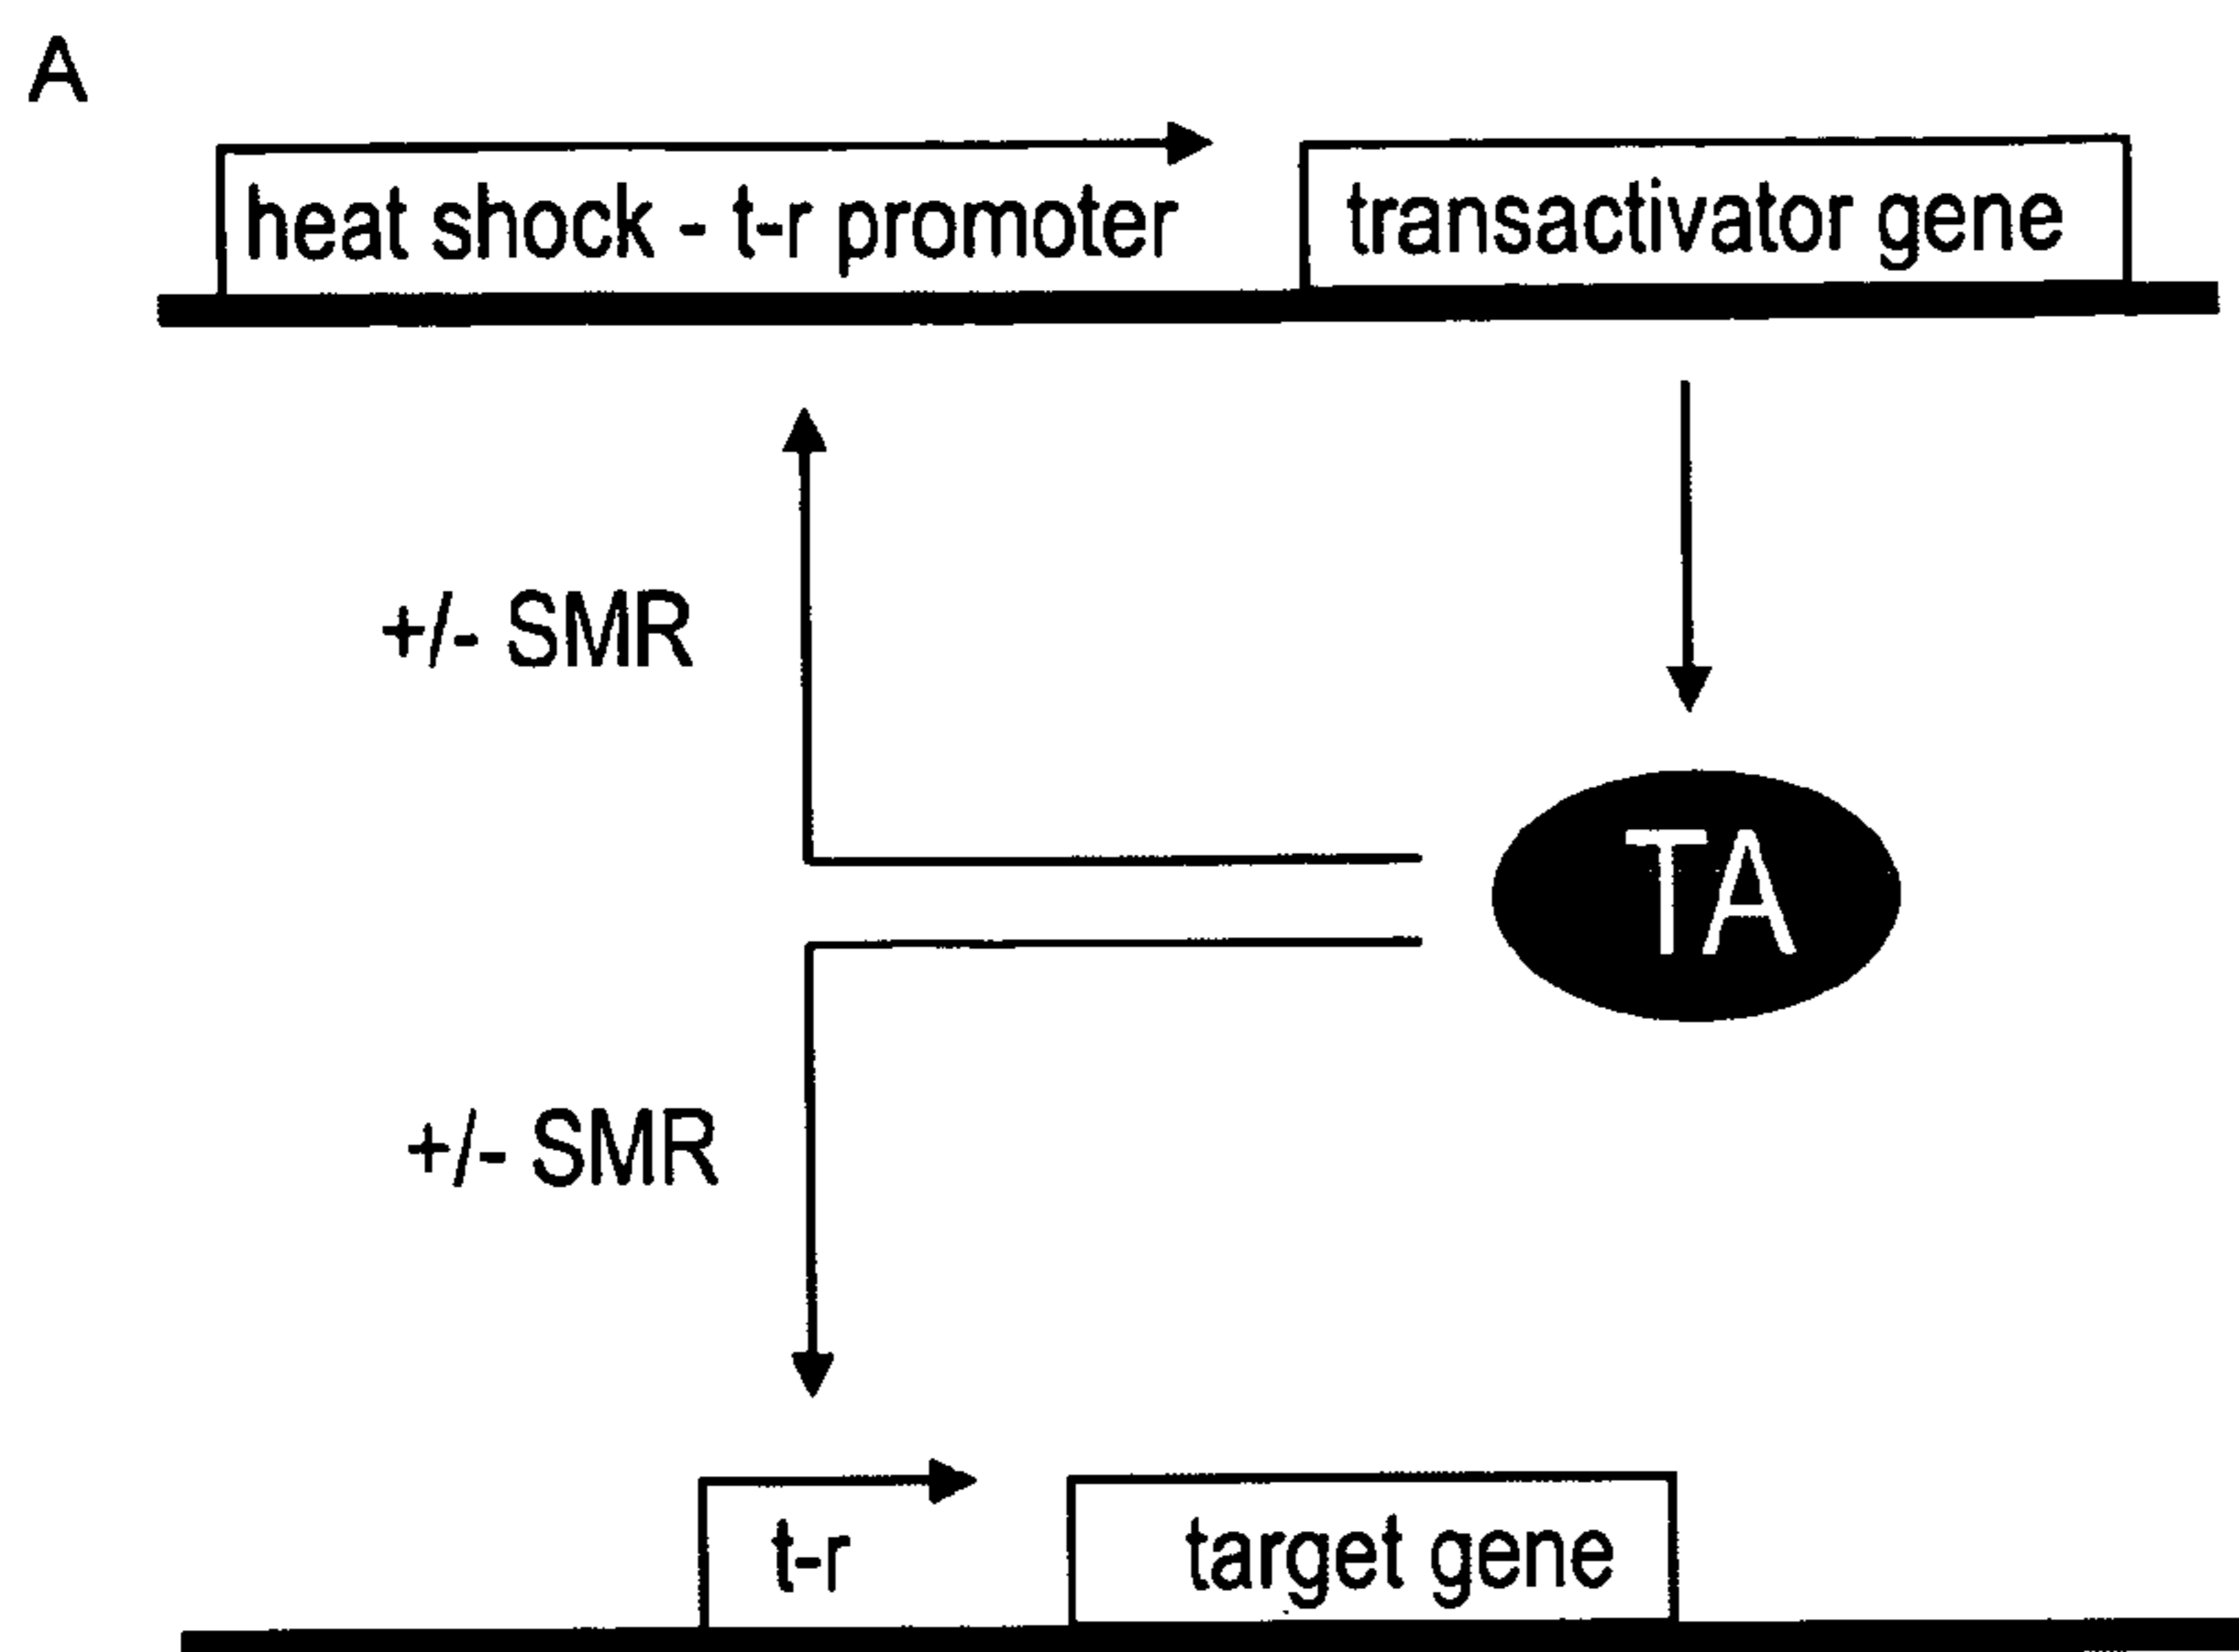 A
heat shock - t-r promoter
transactivator gene
+/- SMR
TA
+/- SMR
t-r
target gene